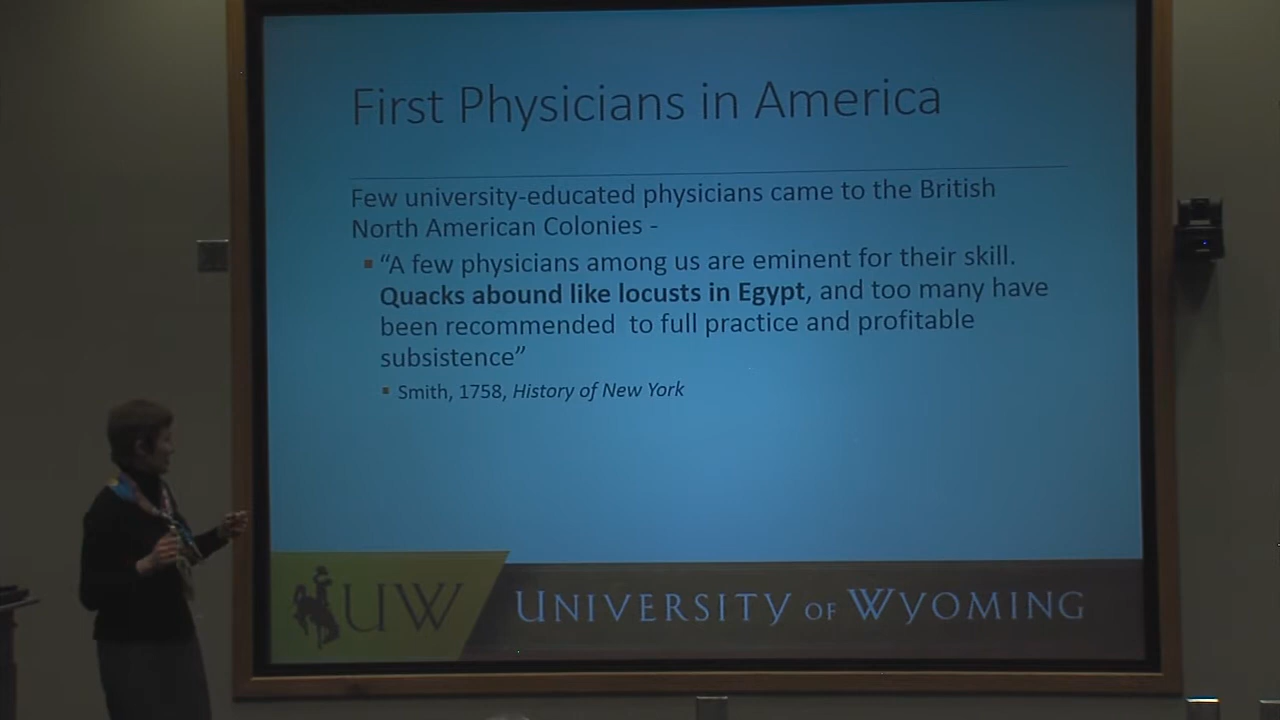 First Physicians in America
Few university-educated physicians came to the British
North American Colonies -
“A few physicians among us are eminent for their skill.
Quacks abound like locusts in Egypt, and too many have
been recommended to full practice and profitable
subsistence”
Smith, 1758, History of New York
UW
UNIVERSITY OF WYOMING